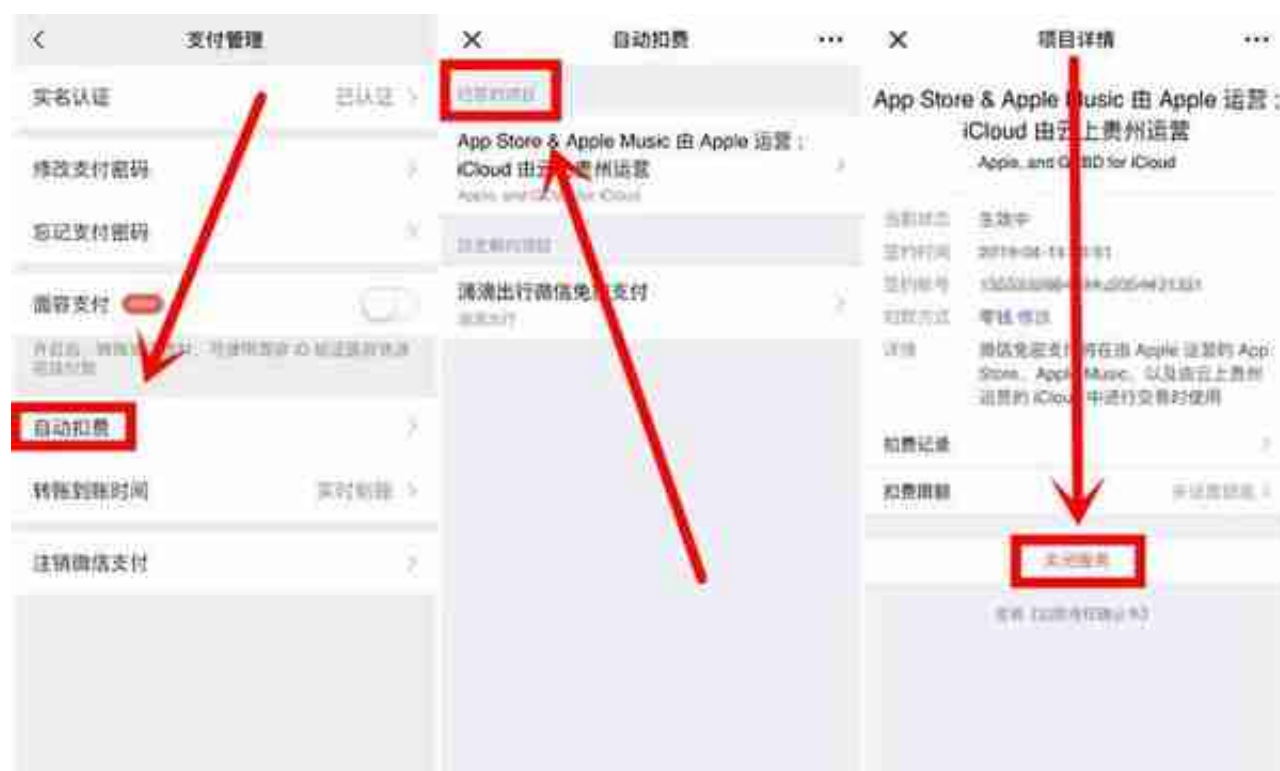 支付管理
实名认证
已认证
修改支付密码
忘记支付密码
面容支付
自动扣费
转账到账时间
实时到账
注销微信支付
自动扣费
App Store & Apple Music 由 Apple 运营;
iCloud 由云上贵州运营
滴滴出行微信免密支付
项目详情
App Store & Apple Music 由 Apple 运营;
iCloud 由云上贵州运营
Apple, and GCBD for iCloud
当前状态 生效中
签约时间
扣款方式 零钱
详情 微信免密支付将在由 Apple 运营的 App
Store、Apple Music、以及由云上贵州
运营的 iCloud 中进行交易时使用
扣费记录
扣费限额
关闭服务